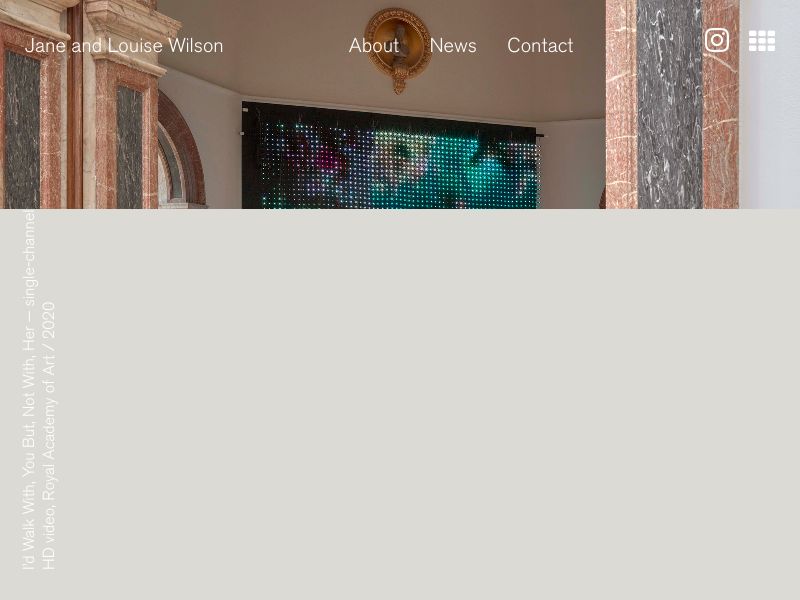 Jane and Louise Wilson
About
News
Contact
I'd Walk With, You But, Not With, Her — single-channel
HD video, Royal Academy of Art / 2020